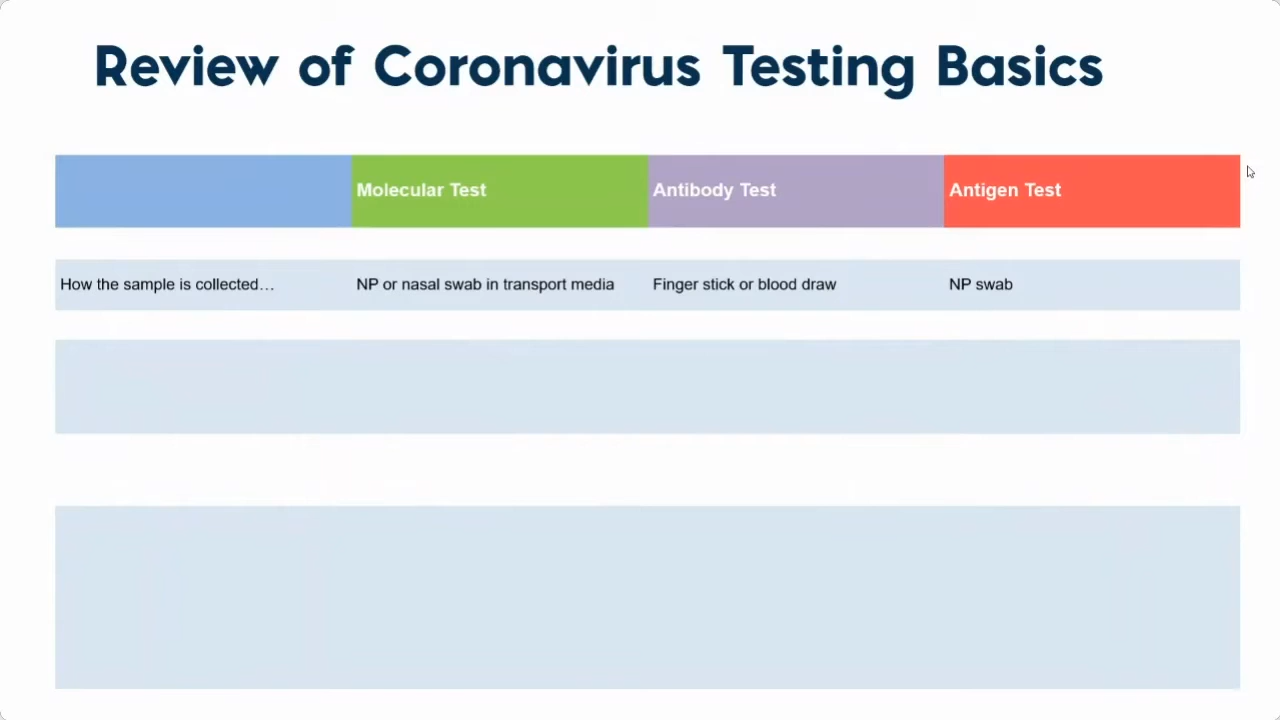 Review of Coronavirus Testing Basics
Molecular Test Antibody Test Antigen Test
How the sample is collected… NP or nasal swab in transport media Finger stick or blood draw NP swab